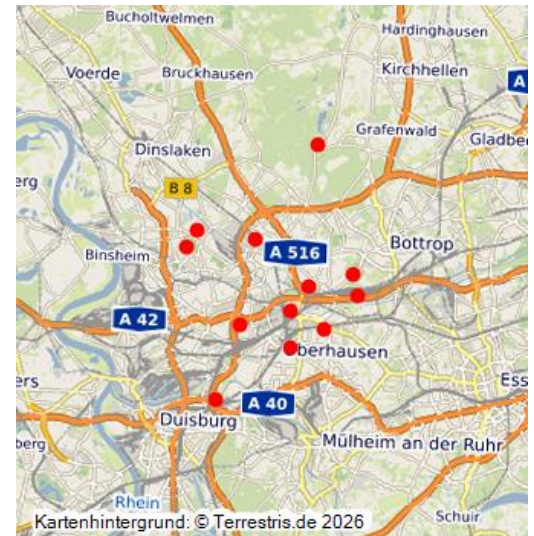 Bucholtwelmen
Hardinghausen
Voerde
Bruckhausen
Kirchhellen
A
Grafenwald
Dinslaken
Gladbe
erg
B 8
Bottrop
Binsheim
A 516
A 42
berhausen
ers
Ess
A 40
Duisburg
Mülheim an der Ruhr
berg
Rhein
Schuir
Kartenhintergrund: © Terrestris.de 2026